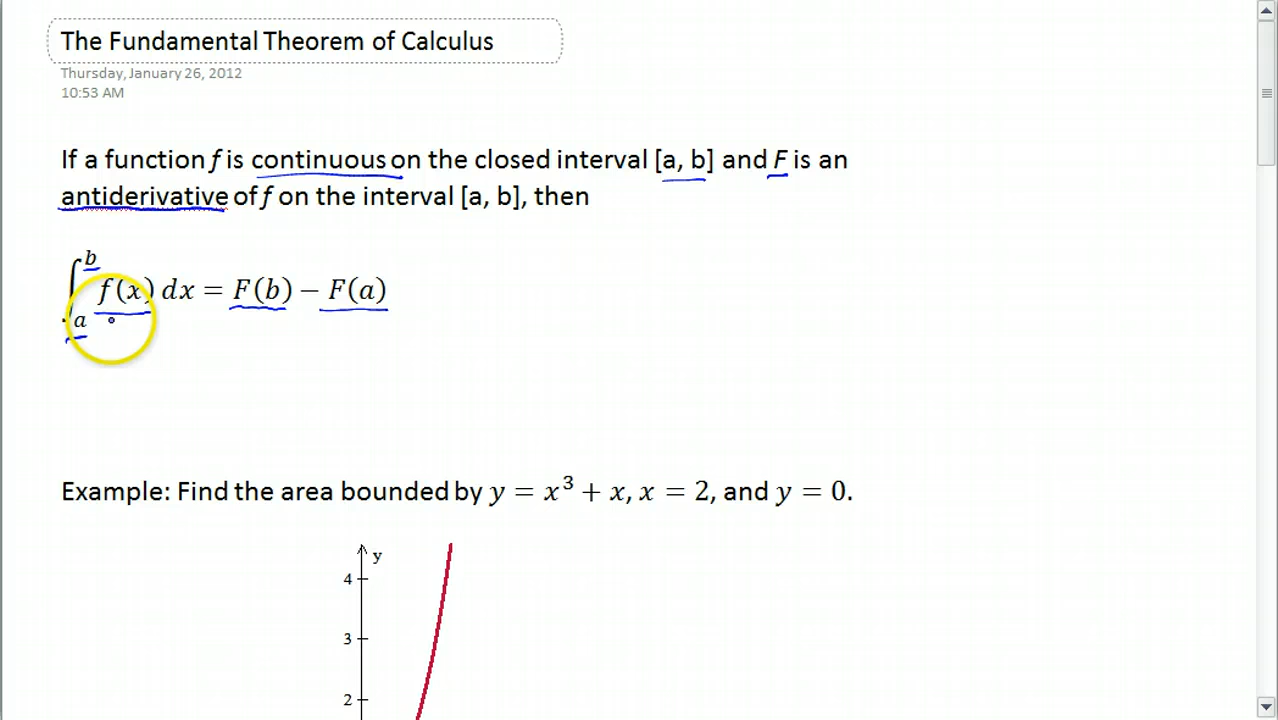 The Fundamental Theorem of Calculus
Thursday, January 26, 2012
10:53 AM
If a function f is continuous on the closed interval [a, b] and F is an
antiderivative of f on the interval [a, b], then
∫_a^b f(x) dx = F(b) − F(a)
Example: Find the area bounded by y = x³ + x, x = 2, and y = 0.
y
4
3
2